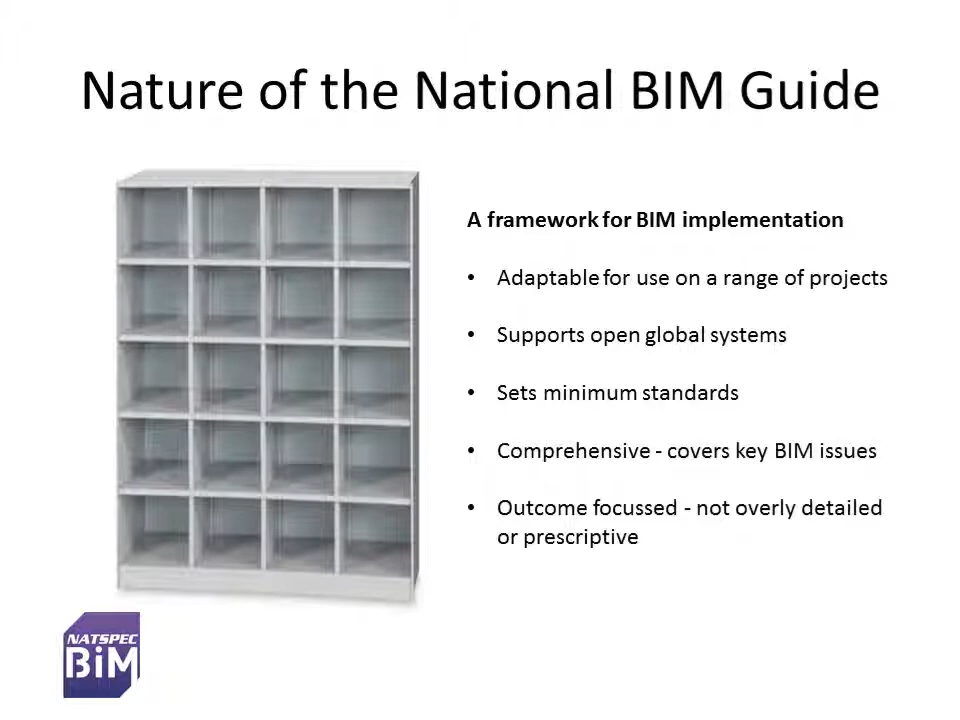 Nature of the National BIM Guide
A framework for BIM implementation
• Adaptable for use on a range of projects
• Supports open global systems
• Sets minimum standards
• Comprehensive - covers key BIM issues
• Outcome focussed - not overly detailed
or prescriptive
NATSPEC
BiM